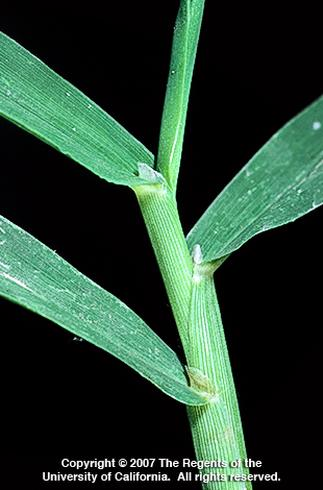 Copyright © 2007 The Regents of the
University of California. All rights reserved.